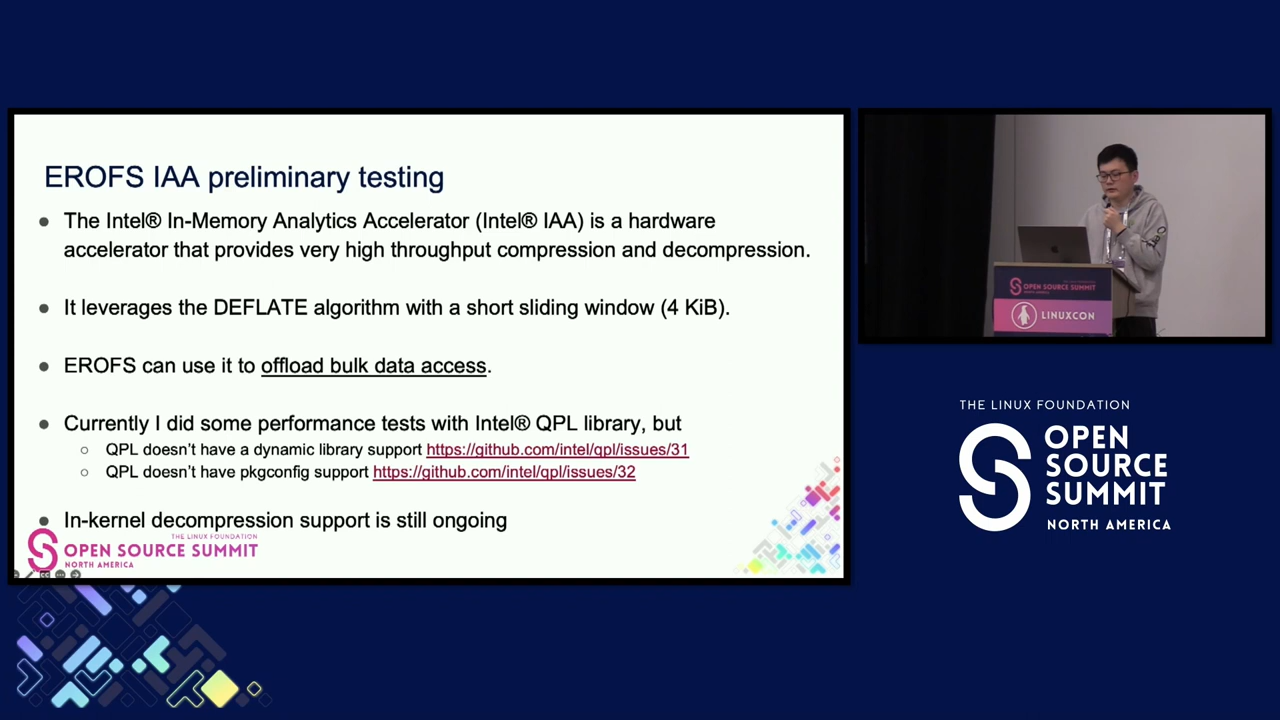 EROFS IAA preliminary testing
● The Intel® In-Memory Analytics Accelerator (Intel® IAA) is a hardware
accelerator that provides very high throughput compression and decompression.
● It leverages the DEFLATE algorithm with a short sliding window (4 KiB).
● EROFS can use it to offload bulk data access.
● Currently I did some performance tests with Intel® QPL library, but
○ QPL doesn't have a dynamic library support https://github.com/intel/qpl/issues/31
○ QPL doesn't have pkgconfig support https://github.com/intel/qpl/issues/32
● In-kernel decompression support is still ongoing
THE LINUX FOUNDATION
OPEN SOURCE SUMMIT
NORTH AMERICA
OPEN SOURCE SUMMIT
LINUXCON
THE LINUX FOUNDATION
OPEN
SOURCE
SUMMIT
NORTH AMERICA